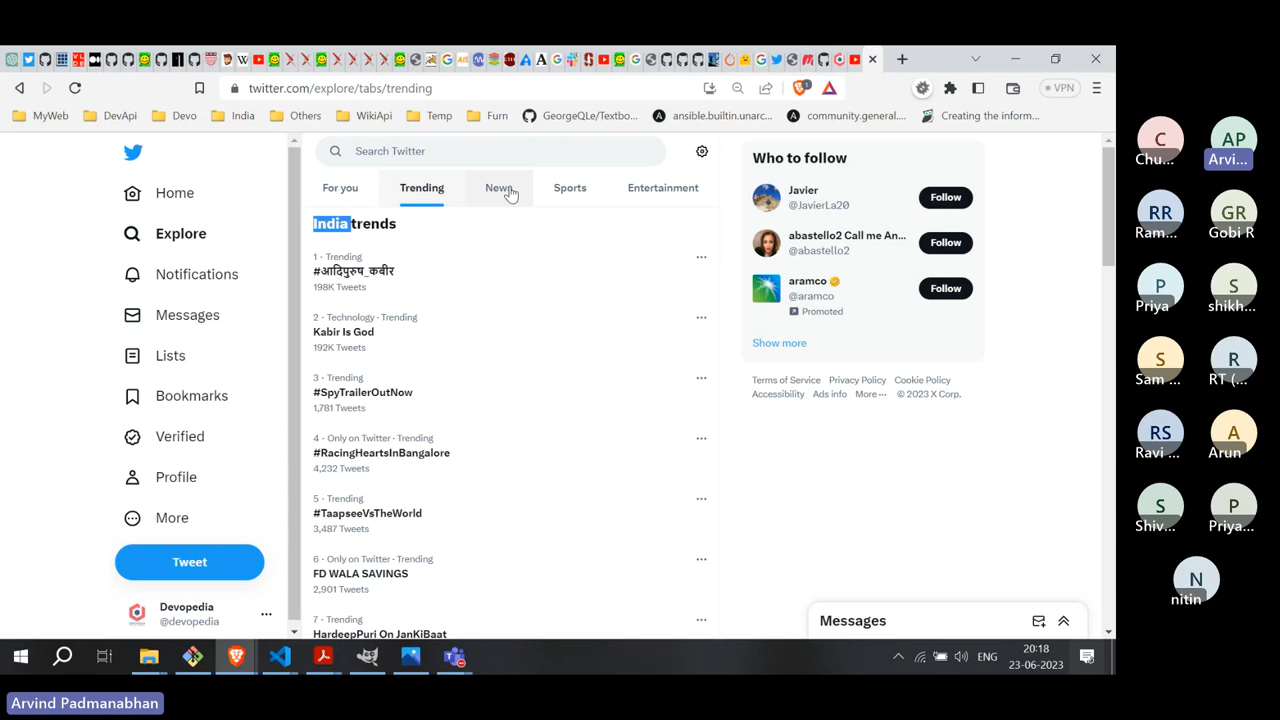 twitter.com/explore/tabs/trending
VPN
MyWeb
DevApi
Devo
India
Others
WikiApi
Temp
Furn
GeorgeQLe/Textbo...
ansible.builtin.unarc...
community.general....
Creating the inform...
Home
Explore
Notifications
Messages
Lists
Bookmarks
Verified
Profile
More
Tweet
Devopedia
@devopedia
Search Twitter
For you
Trending
News
Sports
Entertainment
India trends
1 · Trending
#आदिपुरुष_कबीर
198K Tweets
2 · Technology · Trending
Kabir Is God
192K Tweets
3 · Trending
#SpyTrailerOutNow
1,781 Tweets
4 · Only on Twitter · Trending
#RacingHeartsInBangalore
4,232 Tweets
5 · Trending
#TaapseeVsTheWorld
3,487 Tweets
6 · Only on Twitter · Trending
FD WALA SAVINGS
2,901 Tweets
7 · Trending
HardeepPuri On JanKiBaat
Who to follow
Javier
@JavierLa20
Follow
abastello2 Call me An...
@abastello2
Follow
aramco
@aramco
Promoted
Follow
Show more
Terms of Service Privacy Policy Cookie Policy
Accessibility Ads info More ··· © 2023 X Corp.
Messages
ENG
20:18
23-06-2023
C
Chu...
AP
Arvi...
RR
Ram...
GR
Gobi R
P
Priya
S
shikh...
S
Sam ...
R
RT (...
RS
Ravi ...
A
Arun
S
Shiv...
P
Priya...
N
nitin
Arvind Padmanabhan